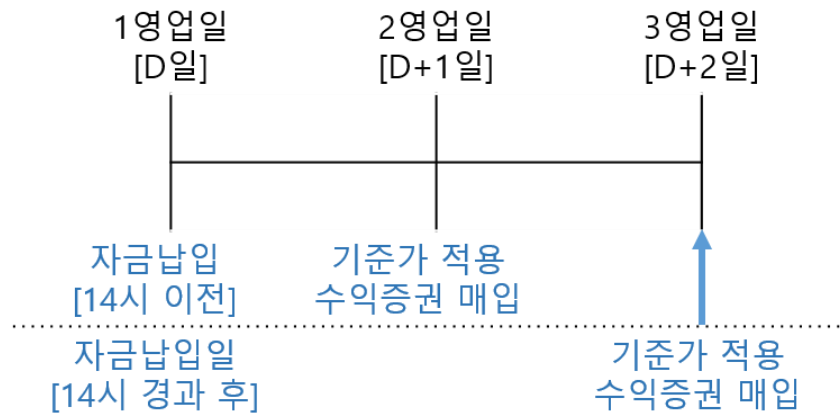 1영업일
[D일]
2영업일
[D+1일]
3영업일
[D+2일]
자금납입
[14시 이전]
기준가 적용
수익증권 매입
자금납입일
[14시 경과 후]
기준가 적용
수익증권 매입